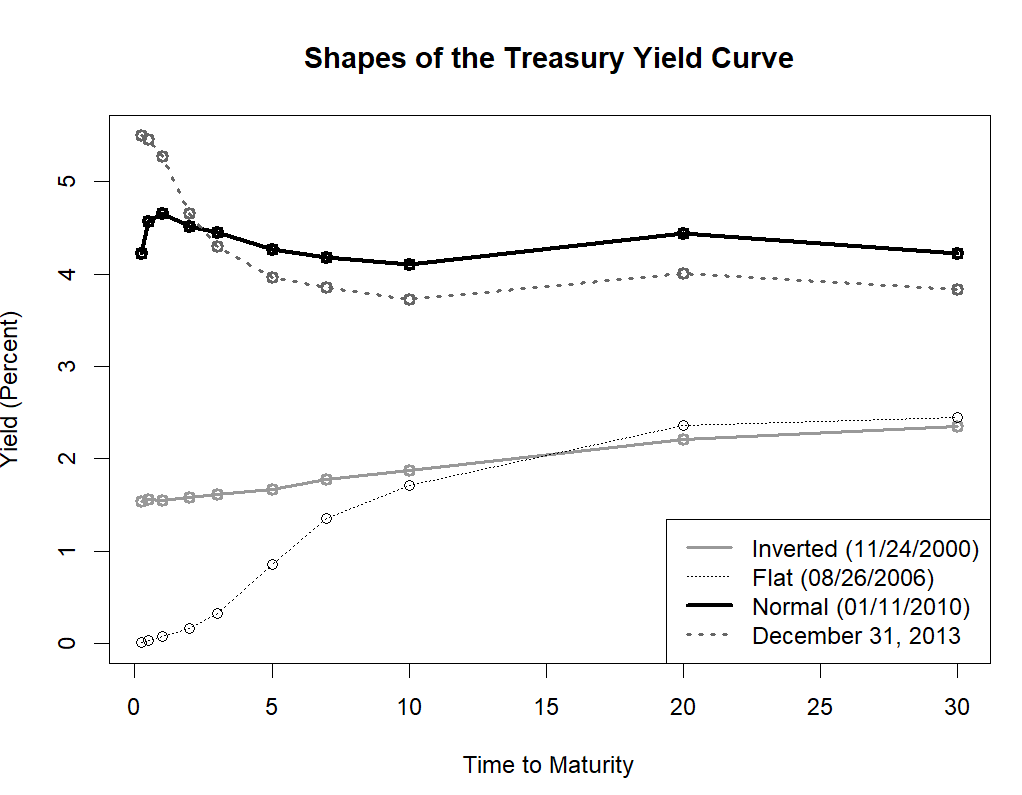 Shapes of the Treasury Yield Curve
Yield (Percent)
5
4
3
2
1
0
0 5 10 15 20 25 30
Time to Maturity
Inverted (11/24/2000)
Flat (08/26/2006)
Normal (01/11/2010)
December 31, 2013